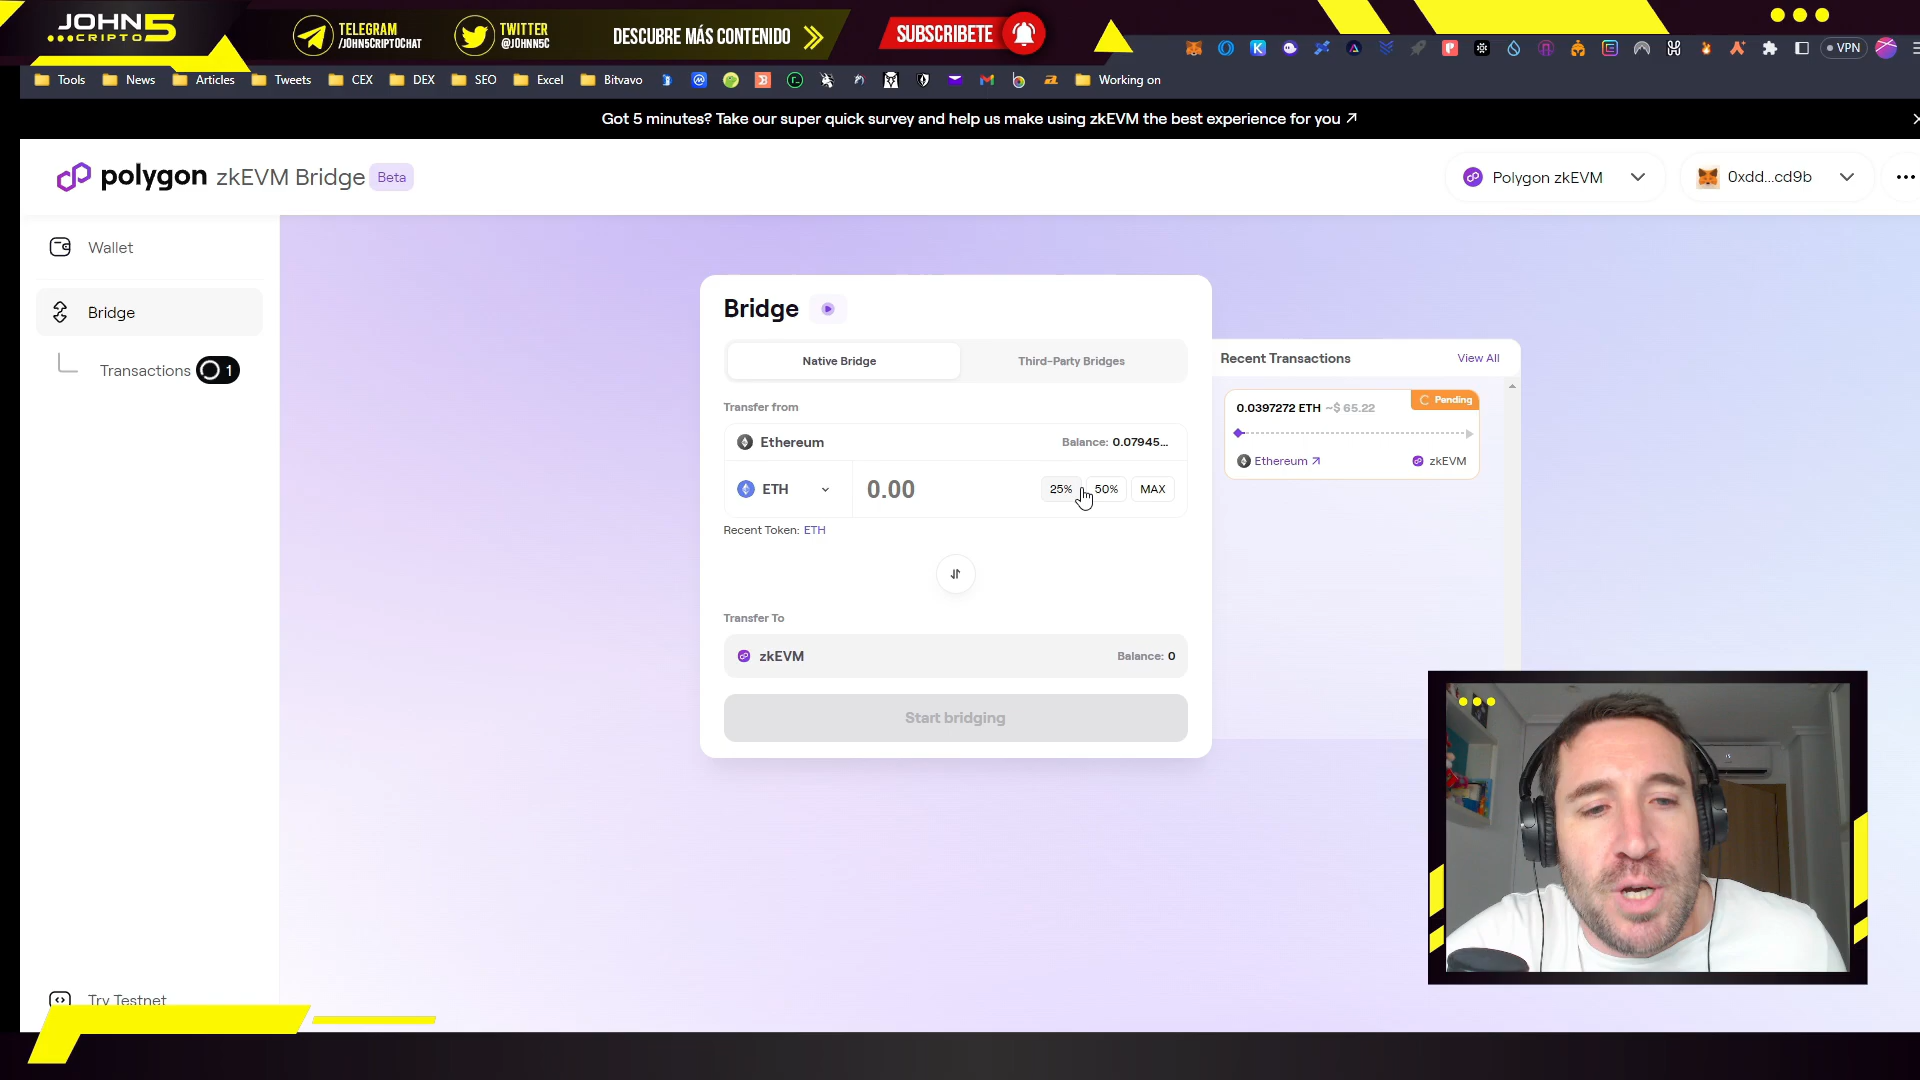 JOHN 5
CRIPTO
TELEGRAM
/JOHN5CRIPTOCHAT
TWITTER
@JOHNN5C
DESCUBRE MÁS CONTENIDO
SUBSCRIBETE
VPN
Tools
News
Articles
Tweets
CEX
DEX
SEO
Excel
Bitvavo
Working on
Got 5 minutes? Take our super quick survey and help us make using zkEVM the best experience for you
polygon zkEVM Bridge Beta
Polygon zkEVM
0xdd...cd9b
Wallet
Bridge
Transactions 1
Try Testnet
Bridge
Native Bridge
Third-Party Bridges
Transfer from
Ethereum
Balance: 0.07945...
ETH
0.00
25%
50%
MAX
Recent Token: ETH
Transfer To
zkEVM
Balance: 0
Start bridging
Recent Transactions
View All
0.0397272 ETH ~$ 65.22
Pending
Ethereum
zkEVM